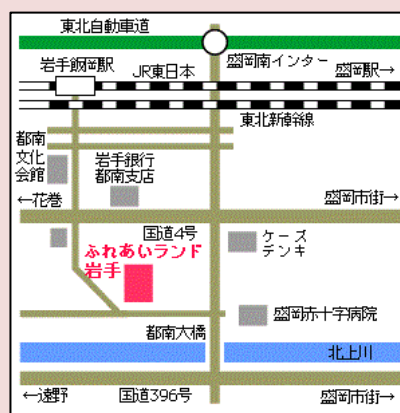 東北自動車道
岩手飯岡駅
JR東日本
盛岡南インター
盛岡駅→
東北新幹線
都南
文化
会館
岩手銀行
都南支店
←花巻
盛岡市街→
国道4号
ケーズ
デンキ
ふれあいランド
岩手
盛岡赤十字病院
都南大橋
北上川
←遠野
国道396号
盛岡市街→